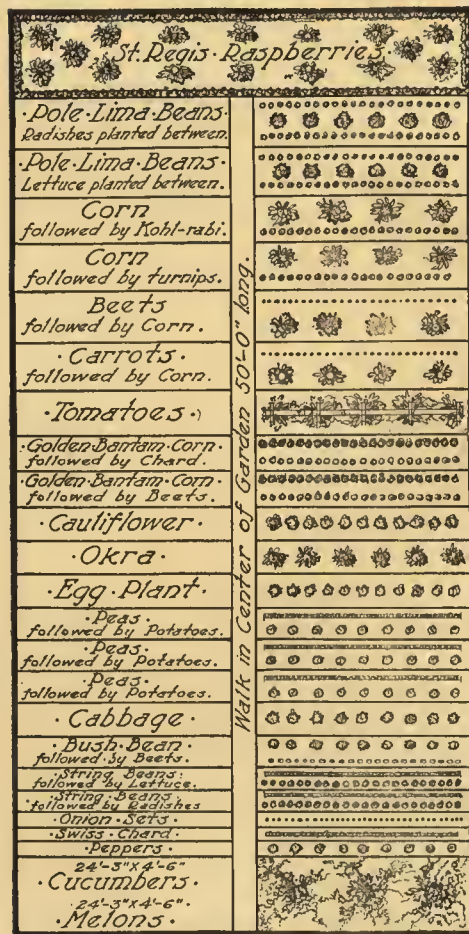 St. Regis · Raspberries ·
· Pole · Lima · Beans ·
Radishes planted between.
· Pole · Lima · Beans ·
Lettuce planted between.
Corn
followed by Kohl-rabi.
Corn
followed by turnips.
Beets
followed by Corn.
· Carrots ·
followed by Corn.
· Tomatoes ·
· Golden · Bantam · Corn ·
followed by Chard.
· Golden · Bantam · Corn ·
followed by Beets.
· Cauliflower ·
· Okra ·
· Egg · Plant ·
· Peas ·
followed by Potatoes.
· Peas ·
followed by Potatoes.
· Peas ·
followed by Potatoes.
· Cabbage ·
· Bush · Bean ·
followed by Beets.
· String Beans ·
followed by Lettuce.
· String Beans ·
followed by Radishes
· Onion · Sets ·
· Swiss · Chard ·
· Peppers ·
24'-3"X4'-6"
· Cucumbers ·
24'-3"X4'-6"
· Melons ·
Walk in Center of Garden 50'-0" long.